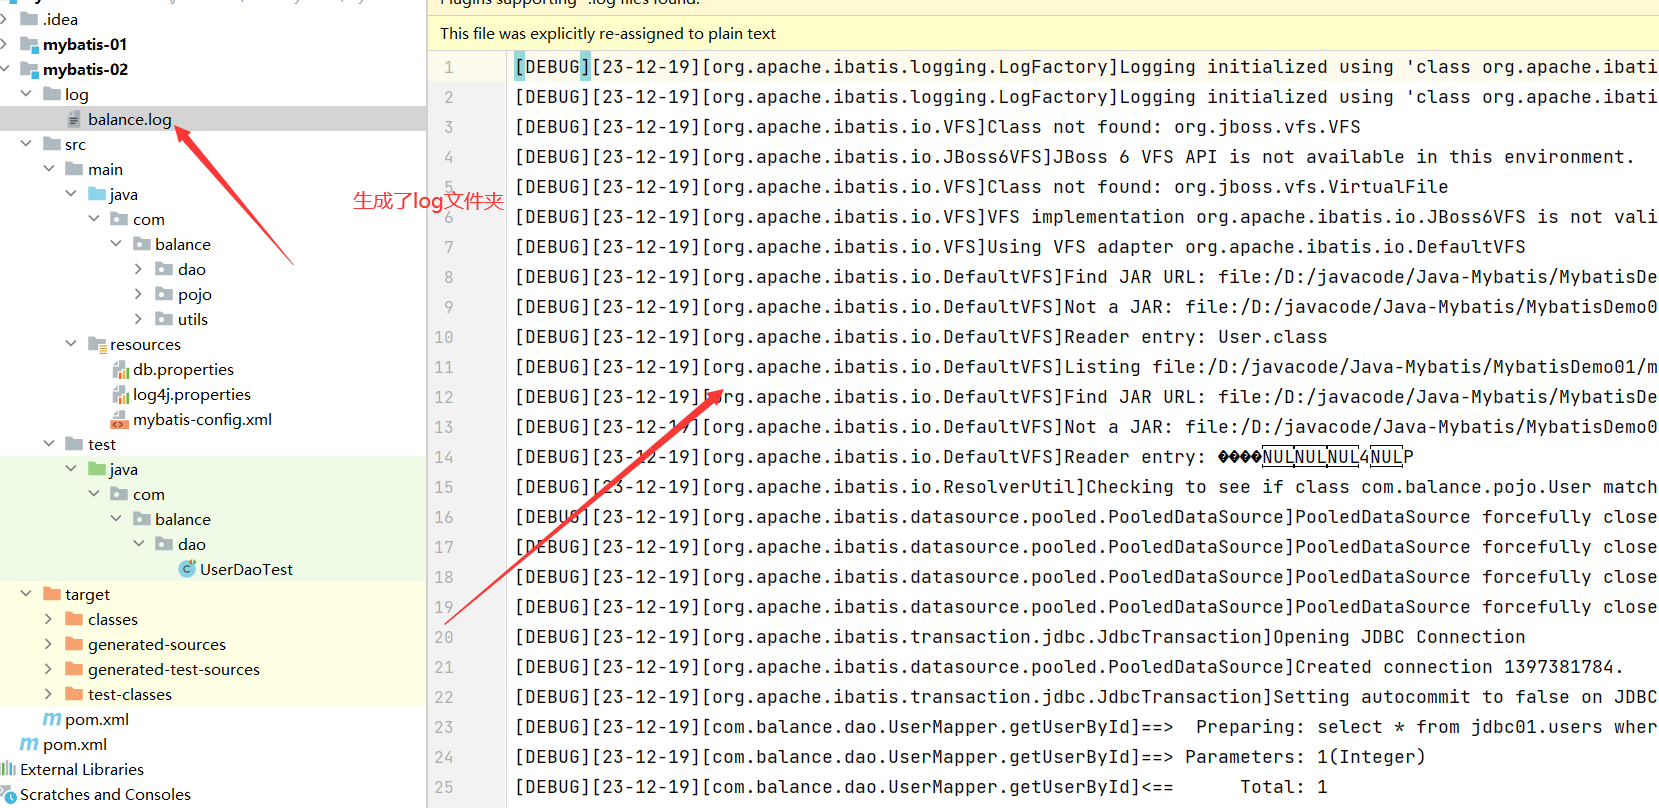 .idea
mybatis-01
mybatis-02
log
balance.log
src
main
java
com
balance
dao
pojo
utils
resources
db.properties
log4j.properties
mybatis-config.xml
test
java
com
balance
dao
UserDaoTest
target
classes
generated-sources
generated-test-sources
test-classes
pom.xml
pom.xml
External Libraries
Scratches and Consoles
生成了log文件夹
Plugins supporting *.log files found.
This file was explicitly re-assigned to plain text
1 [DEBUG][23-12-19][org.apache.ibatis.logging.LogFactory]Logging initialized using 'class org.apache.ibati
2 [DEBUG][23-12-19][org.apache.ibatis.logging.LogFactory]Logging initialized using 'class org.apache.ibati
3 [DEBUG][23-12-19][org.apache.ibatis.io.VFS]Class not found: org.jboss.vfs.VFS
4 [DEBUG][23-12-19][org.apache.ibatis.io.JBoss6VFS]JBoss 6 VFS API is not available in this environment.
5 [DEBUG][23-12-19][org.apache.ibatis.io.VFS]Class not found: org.jboss.vfs.VirtualFile
6 [DEBUG][23-12-19][org.apache.ibatis.io.VFS]VFS implementation org.apache.ibatis.io.JBoss6VFS is not vali
7 [DEBUG][23-12-19][org.apache.ibatis.io.VFS]Using VFS adapter org.apache.ibatis.io.DefaultVFS
8 [DEBUG][23-12-19][org.apache.ibatis.io.DefaultVFS]Find JAR URL: file:/D:/javacode/Java-Mybatis/MybatisDe
9 [DEBUG][23-12-19][org.apache.ibatis.io.DefaultVFS]Not a JAR: file:/D:/javacode/Java-Mybatis/MybatisDemo0
10 [DEBUG][23-12-19][org.apache.ibatis.io.DefaultVFS]Reader entry: User.class
11 [DEBUG][23-12-19][org.apache.ibatis.io.DefaultVFS]Listing file:/D:/javacode/Java-Mybatis/MybatisDemo01/m
12 [DEBUG][23-12-19][org.apache.ibatis.io.DefaultVFS]Find JAR URL: file:/D:/javacode/Java-Mybatis/MybatisDe
13 [DEBUG][23-12-19][org.apache.ibatis.io.DefaultVFS]Not a JAR: file:/D:/javacode/Java-Mybatis/MybatisDemo0
14 [DEBUG][23-12-19][org.apache.ibatis.io.DefaultVFS]Reader entry: ����NULNULNUL4NULP
15 [DEBUG][23-12-19][org.apache.ibatis.io.ResolverUtil]Checking to see if class com.balance.pojo.User match
16 [DEBUG][23-12-19][org.apache.ibatis.datasource.pooled.PooledDataSource]PooledDataSource forcefully close
17 [DEBUG][23-12-19][org.apache.ibatis.datasource.pooled.PooledDataSource]PooledDataSource forcefully close
18 [DEBUG][23-12-19][org.apache.ibatis.datasource.pooled.PooledDataSource]PooledDataSource forcefully close
19 [DEBUG][23-12-19][org.apache.ibatis.datasource.pooled.PooledDataSource]PooledDataSource forcefully close
20 [DEBUG][23-12-19][org.apache.ibatis.transaction.jdbc.JdbcTransaction]Opening JDBC Connection
21 [DEBUG][23-12-19][org.apache.ibatis.datasource.pooled.PooledDataSource]Created connection 1397381784.
22 [DEBUG][23-12-19][org.apache.ibatis.transaction.jdbc.JdbcTransaction]Setting autocommit to false on JDBC
23 [DEBUG][23-12-19][com.balance.dao.UserMapper.getUserById]==>  Preparing: select * from jdbc01.users wher
24 [DEBUG][23-12-19][com.balance.dao.UserMapper.getUserById]==> Parameters: 1(Integer)
25 [DEBUG][23-12-19][com.balance.dao.UserMapper.getUserById]<==      Total: 1